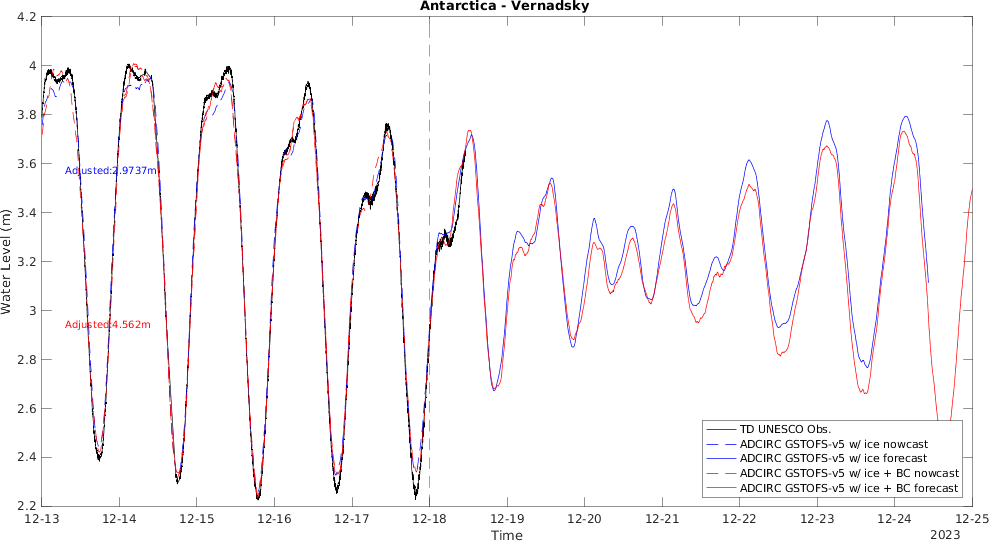 Antarctica - Vernadsky
4.2
4
3.8
3.6
3.4
3.2
3
2.8
2.6
2.4
2.2
Water Level (m)
Adjusted:2.9737m
Adjusted:4.562m
TD UNESCO Obs.
ADCIRC GSTOFS-v5 w/ ice nowcast
ADCIRC GSTOFS-v5 w/ ice forecast
ADCIRC GSTOFS-v5 w/ ice + BC nowcast
ADCIRC GSTOFS-v5 w/ ice + BC forecast
12-13 12-14 12-15 12-16 12-17 12-18 12-19 12-20 12-21 12-22 12-23 12-24 12-25
Time
2023